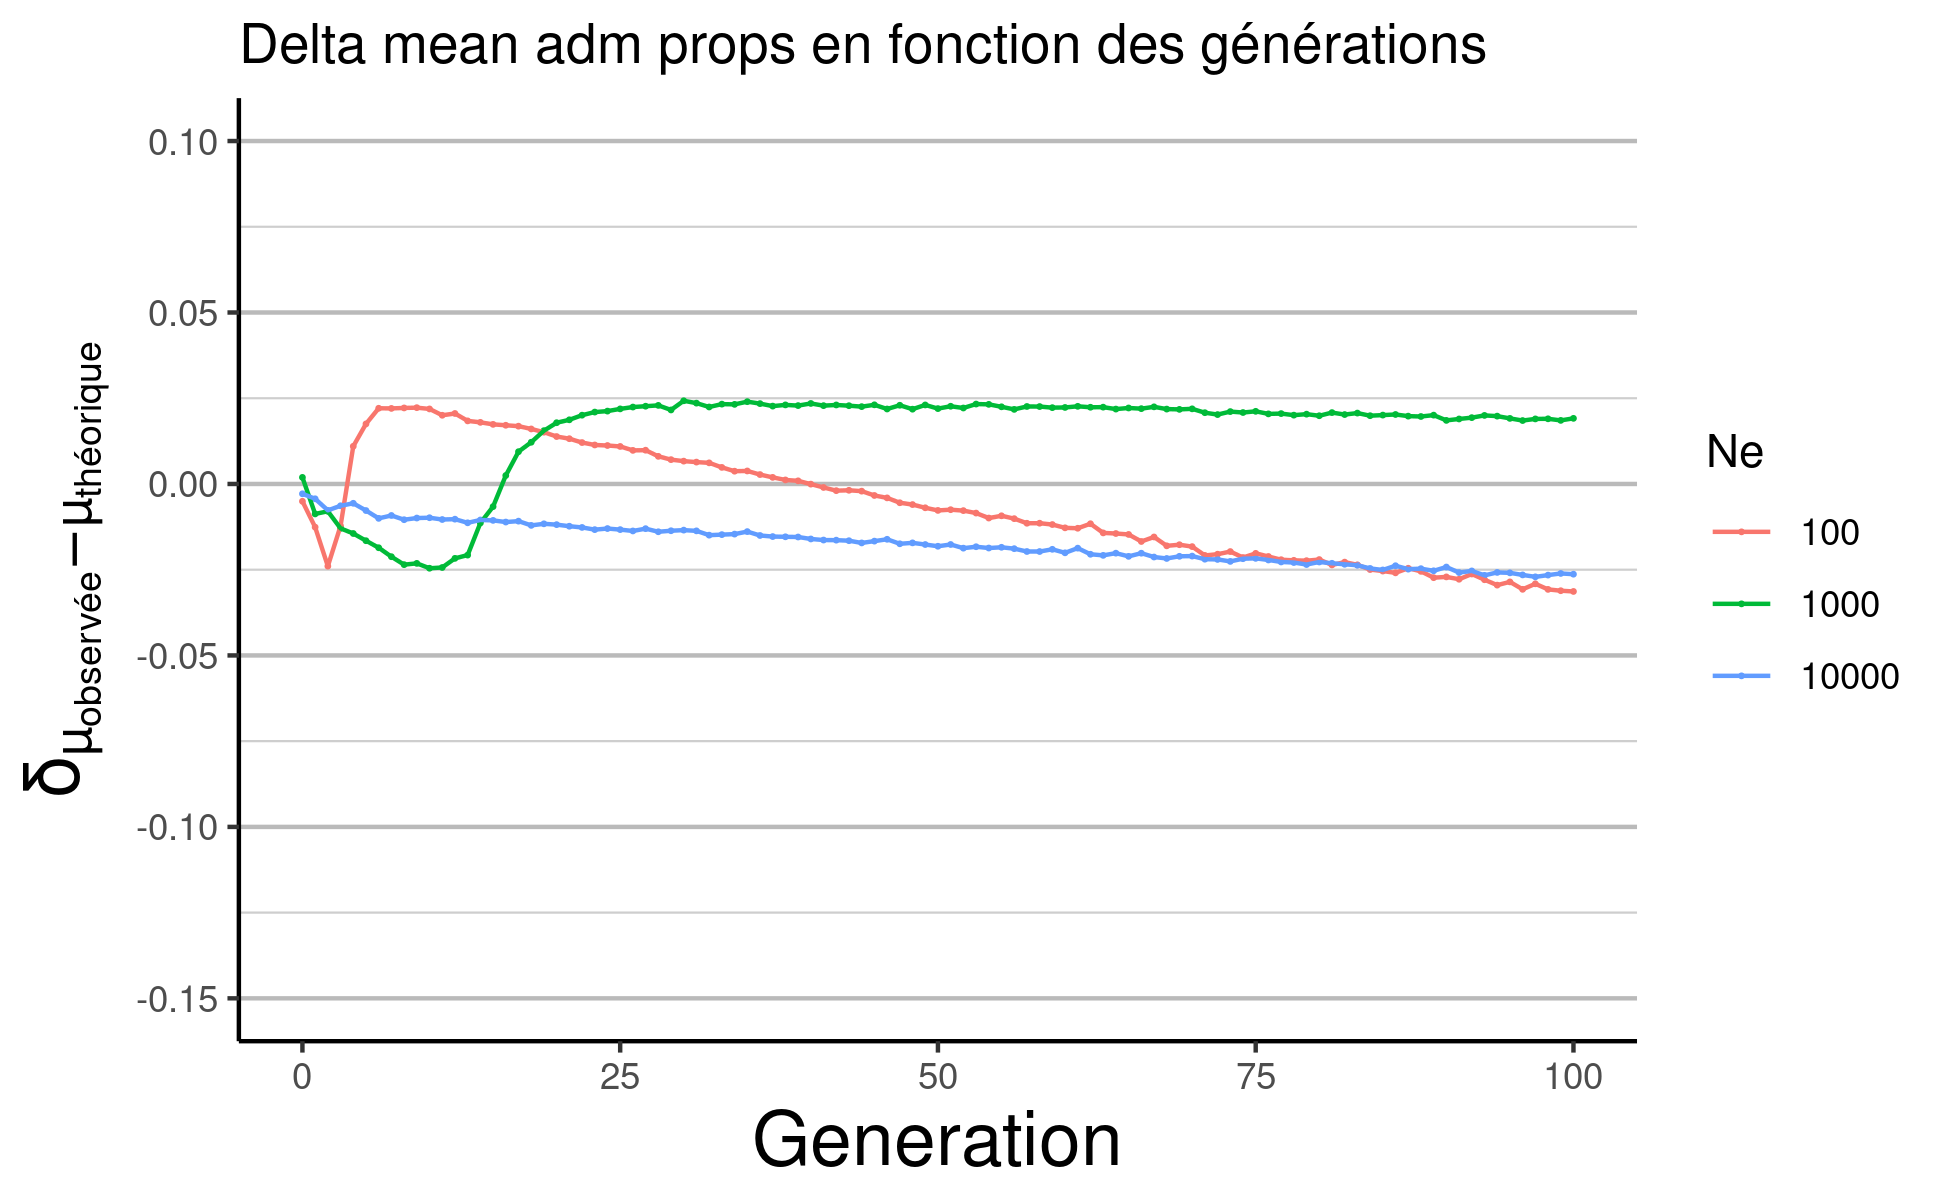 Delta mean adm props en fonction des générations
0.10
0.05
0.00
-0.05
-0.10
-0.15
δμobservée−μthéorique
0 25 50 75 100
Generation
Ne
100
1000
10000